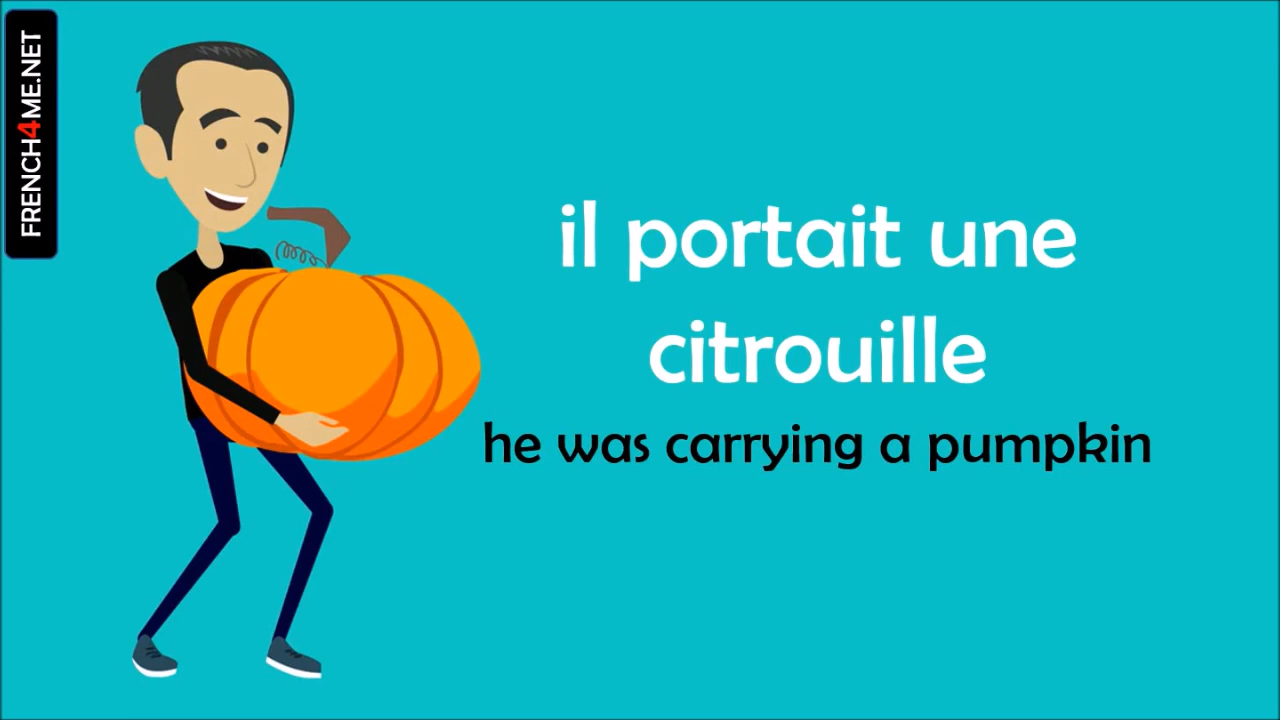 FRENCH4ME.NET
il portait une
citrouille
he was carrying a pumpkin